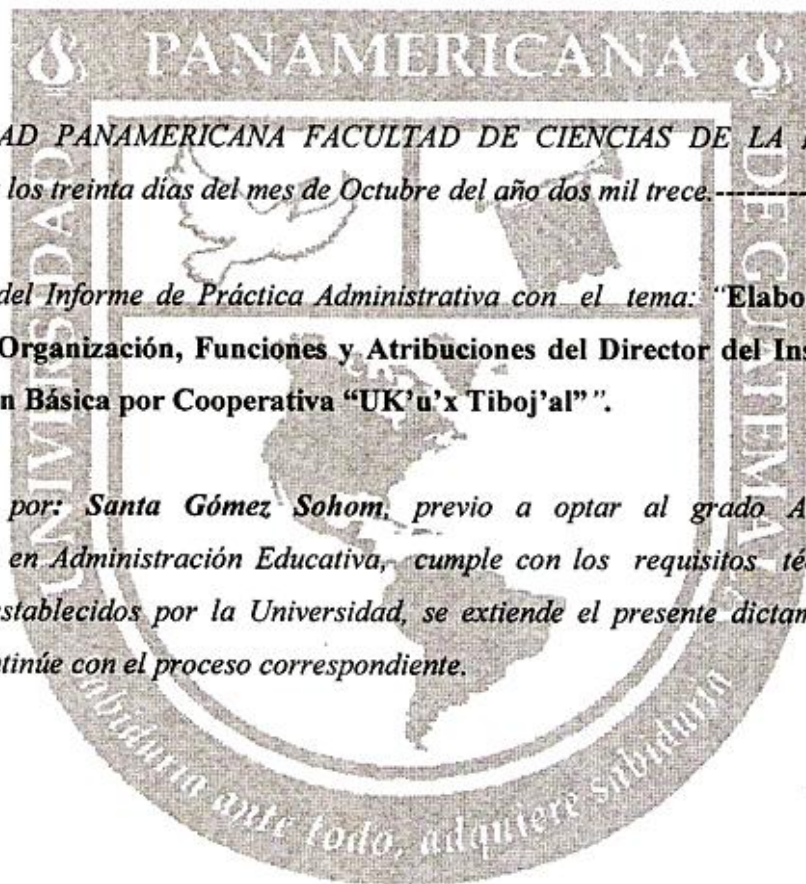 PANAMERICANA
UNIVERSIDAD
DE GUATEMALA
AD PANAMERICANA FACULTAD DE CIENCIAS DE LA
los treinta días del mes de Octubre del año dos mil trece.----------
del Informe de Práctica Administrativa con el tema: "Elabo
Organización, Funciones y Atribuciones del Director del Ins
n Básica por Cooperativa "UK'u'x Tiboj'al" ".
por: Santa Gómez Sohom, previo a optar al grado A
en Administración Educativa, cumple con los requisitos té
establecidos por la Universidad, se extiende el presente dictam
ntinúe con el proceso correspondiente.
Sabiduría ante todo, adquiere sabiduría